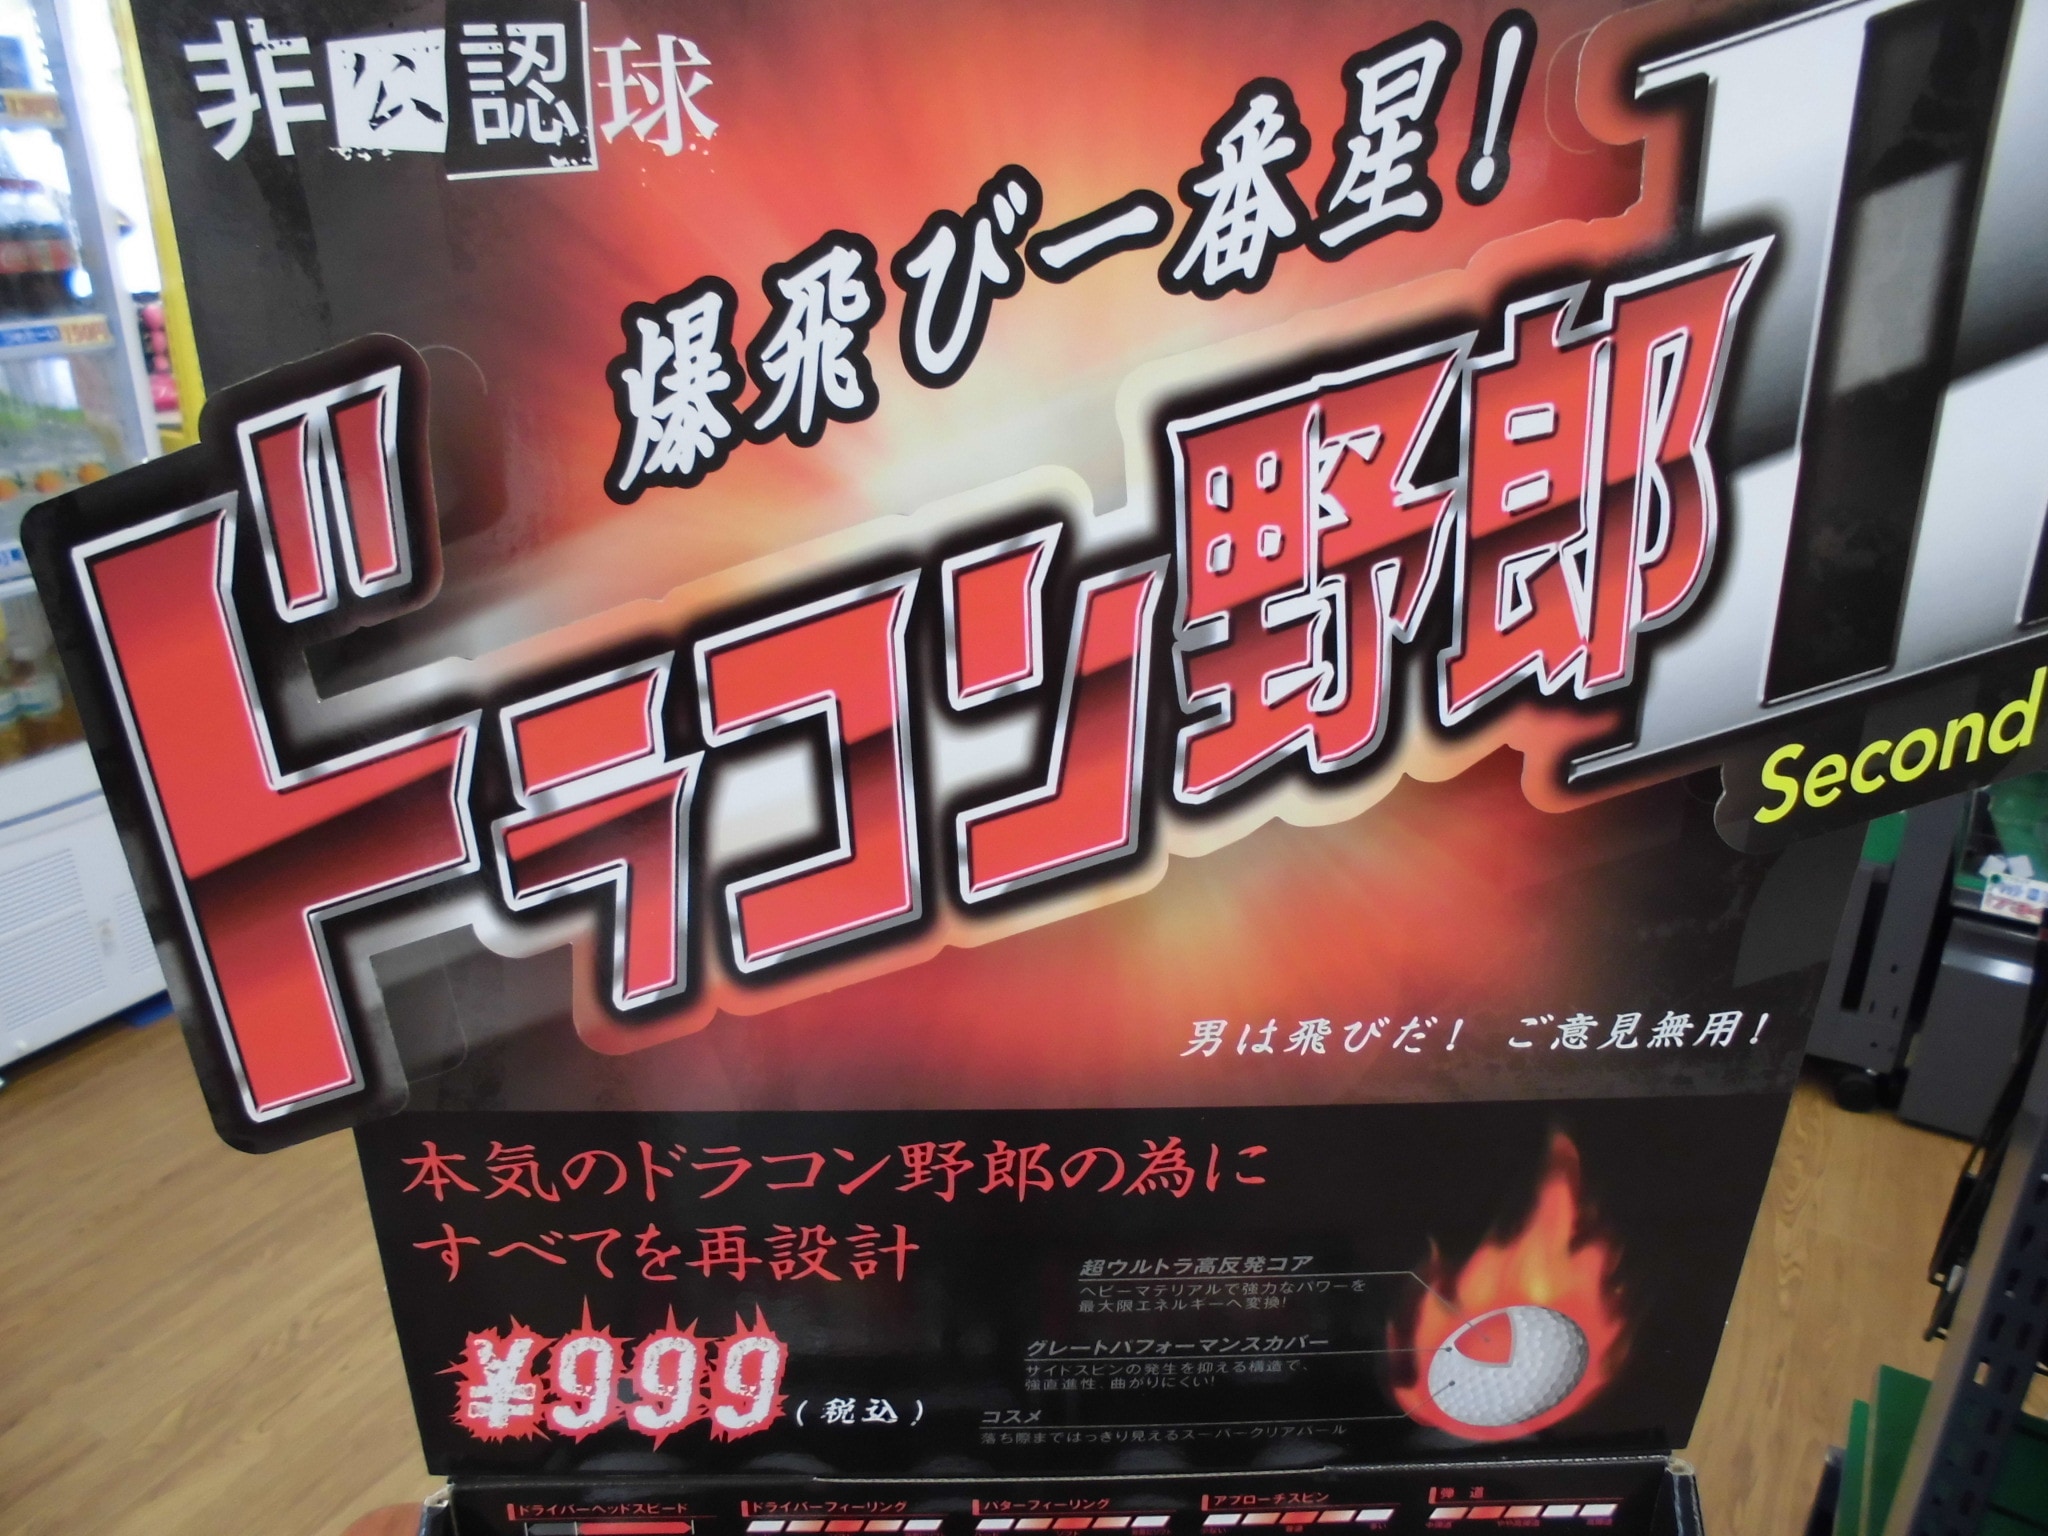 非公認球
爆飛び一番星!
ドラコン野郎II
Second
男は飛びだ! ご意見無用!
本気のドラコン野郎の為に
すべてを再設計
¥999(税込)
超ウルトラ高反発コア
ヘビーマテリアルで強力なパワーを
最大限エネルギーへ変換!
グレートパフォーマンスカバー
サイドスピンの発生を抑える構造で、
強直進性、曲がりにくい!
コスメ
落ち際まではっきり見えるスーパークリアパール
ドライバーヘッドスピード
ドライバーフィーリング
パターフィーリング
アプローチスピン
弾道